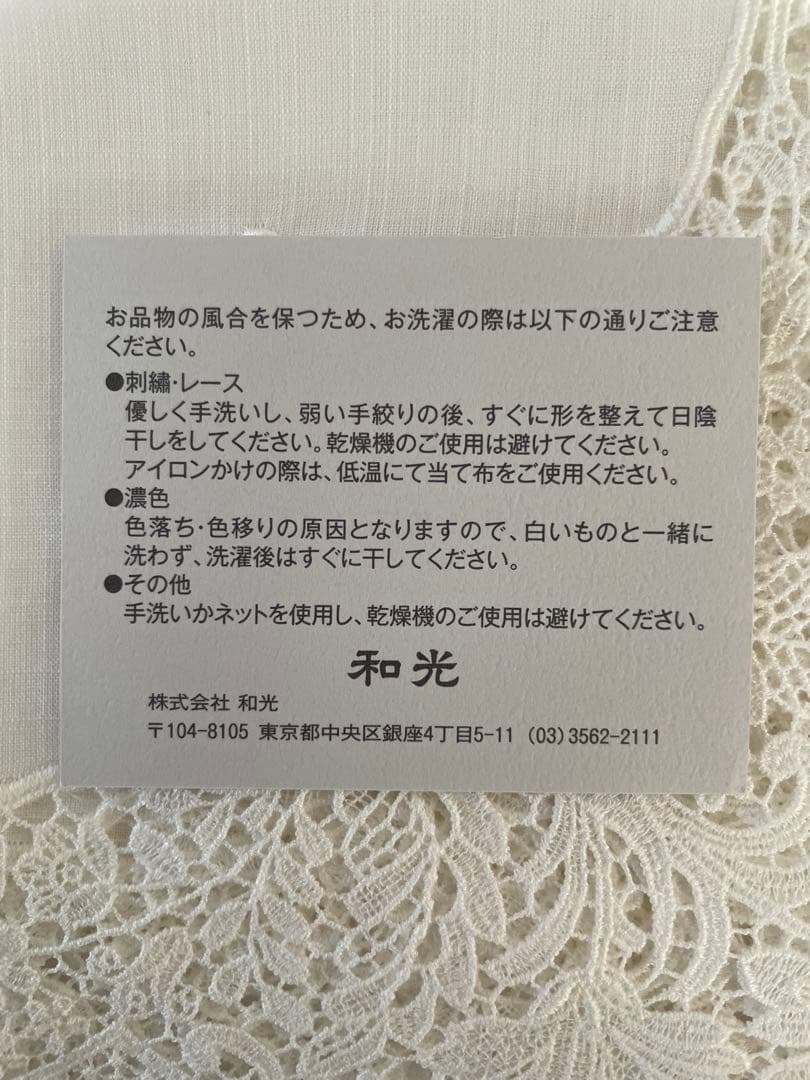 お品物の風合を保つため、お洗濯の際は以下の通りご注意
ください。
●刺繡・レース
優しく手洗いし、弱い手絞りの後、すぐに形を整えて日陰
干しをしてください。乾燥機のご使用は避けてください。
アイロンかけの際は、低温にて当て布をご使用ください。
●濃色
色落ち・色移りの原因となりますので、白いものと一緒に
洗わず、洗濯後はすぐに干してください。
●その他
手洗いかネットを使用し、乾燥機のご使用は避けてください。
和光
株式会社 和光
〒104-8105 東京都中央区銀座4丁目5-11 (03)3562-2111